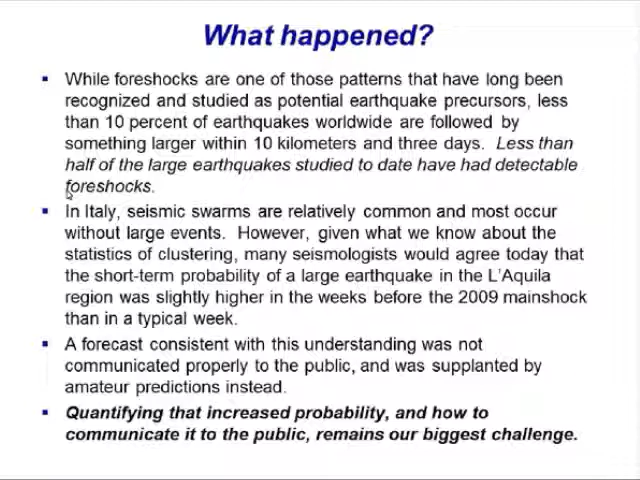 What happened?
While foreshocks are one of those patterns that have long been
recognized and studied as potential earthquake precursors, less
than 10 percent of earthquakes worldwide are followed by
something larger within 10 kilometers and three days. Less than
half of the large earthquakes studied to date have had detectable
foreshocks.
In Italy, seismic swarms are relatively common and most occur
without large events. However, given what we know about the
statistics of clustering, many seismologists would agree today that
the short-term probability of a large earthquake in the L'Aquila
region was slightly higher in the weeks before the 2009 mainshock
than in a typical week.
A forecast consistent with this understanding was not
communicated properly to the public, and was supplanted by
amateur predictions instead.
Quantifying that increased probability, and how to
communicate it to the public, remains our biggest challenge.